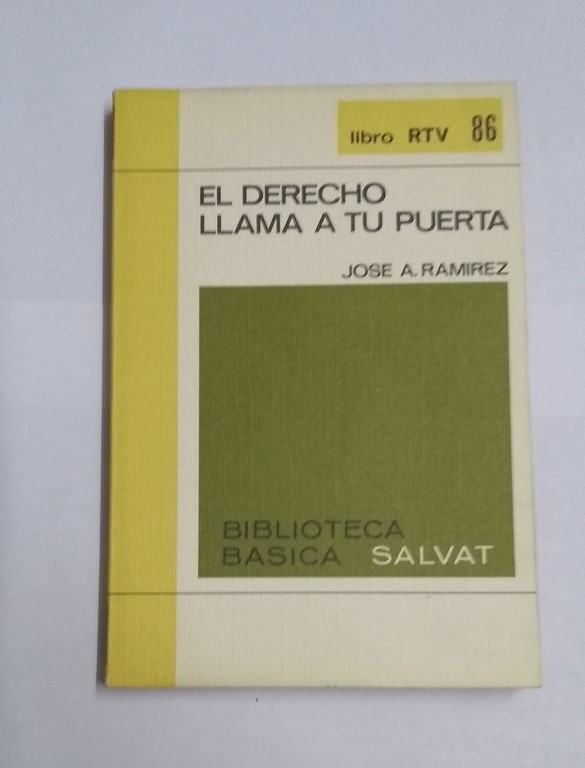 libro RTV 86
EL DERECHO
LLAMA A TU PUERTA
JOSE A. RAMIREZ
BIBLIOTECA
BASICA SALVAT